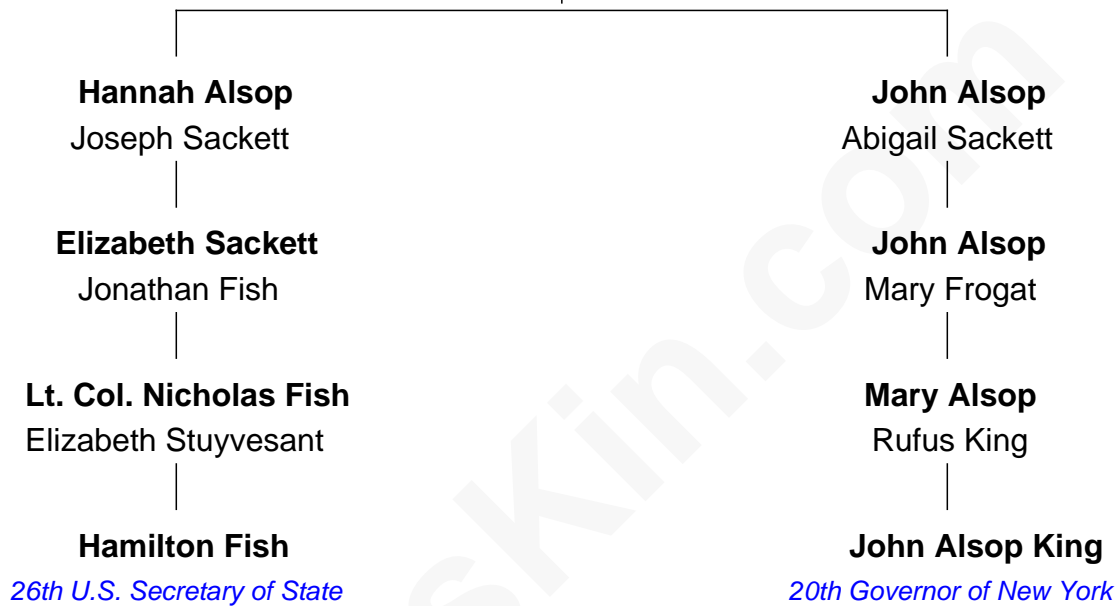 Hannah Alsop
Joseph Sackett
John Alsop
Abigail Sackett
Elizabeth Sackett
Jonathan Fish
John Alsop
Mary Frogat
Lt. Col. Nicholas Fish
Elizabeth Stuyvesant
Mary Alsop
Rufus King
Hamilton Fish
26th U.S. Secretary of State
John Alsop King
20th Governor of New York
sKin.com